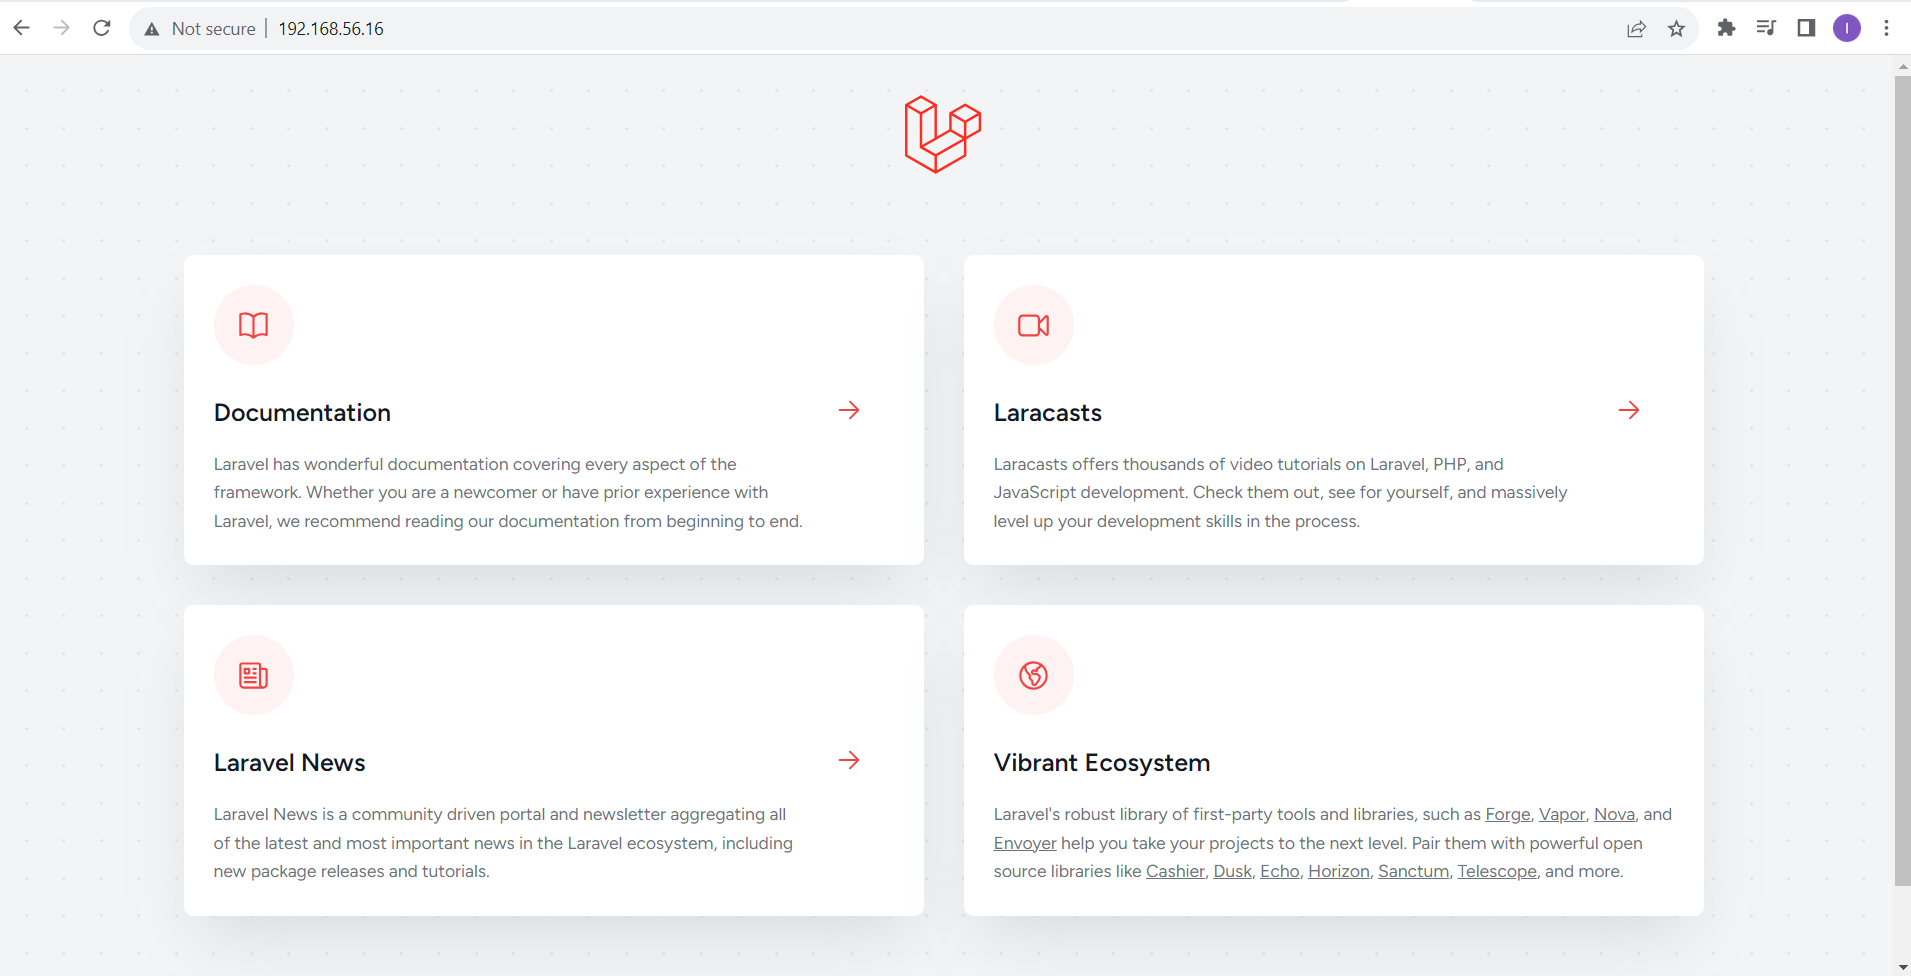 Not secure | 192.168.56.16
I
Documentation
Laravel has wonderful documentation covering every aspect of the
framework. Whether you are a newcomer or have prior experience with
Laravel, we recommend reading our documentation from beginning to end.
Laracasts
Laracasts offers thousands of video tutorials on Laravel, PHP, and
JavaScript development. Check them out, see for yourself, and massively
level up your development skills in the process.
Laravel News
Laravel News is a community driven portal and newsletter aggregating all
of the latest and most important news in the Laravel ecosystem, including
new package releases and tutorials.
Vibrant Ecosystem
Laravel's robust library of first-party tools and libraries, such as Forge, Vapor, Nova, and
Envoyer help you take your projects to the next level. Pair them with powerful open
source libraries like Cashier, Dusk, Echo, Horizon, Sanctum, Telescope, and more.